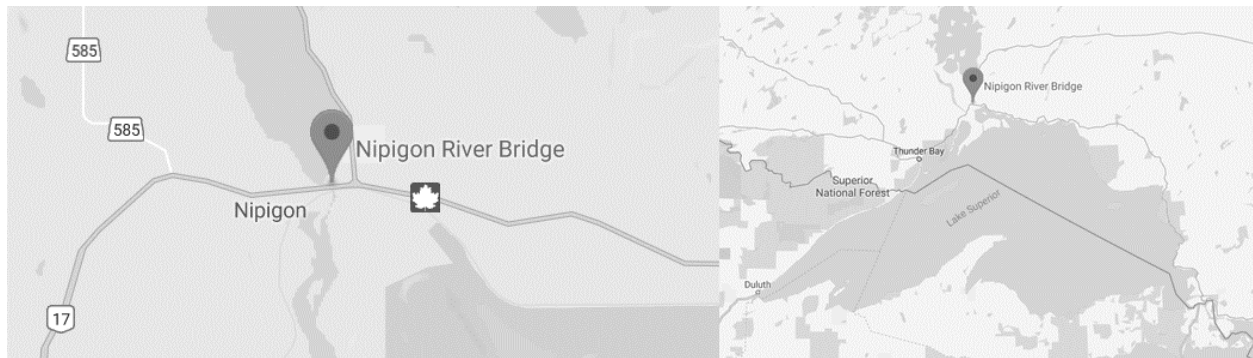 585
585
Nipigon River Bridge
Nipigon
17
Nipigon River Bridge
Thunder Bay
Superior
National Forest
Lake Superior
Duluth